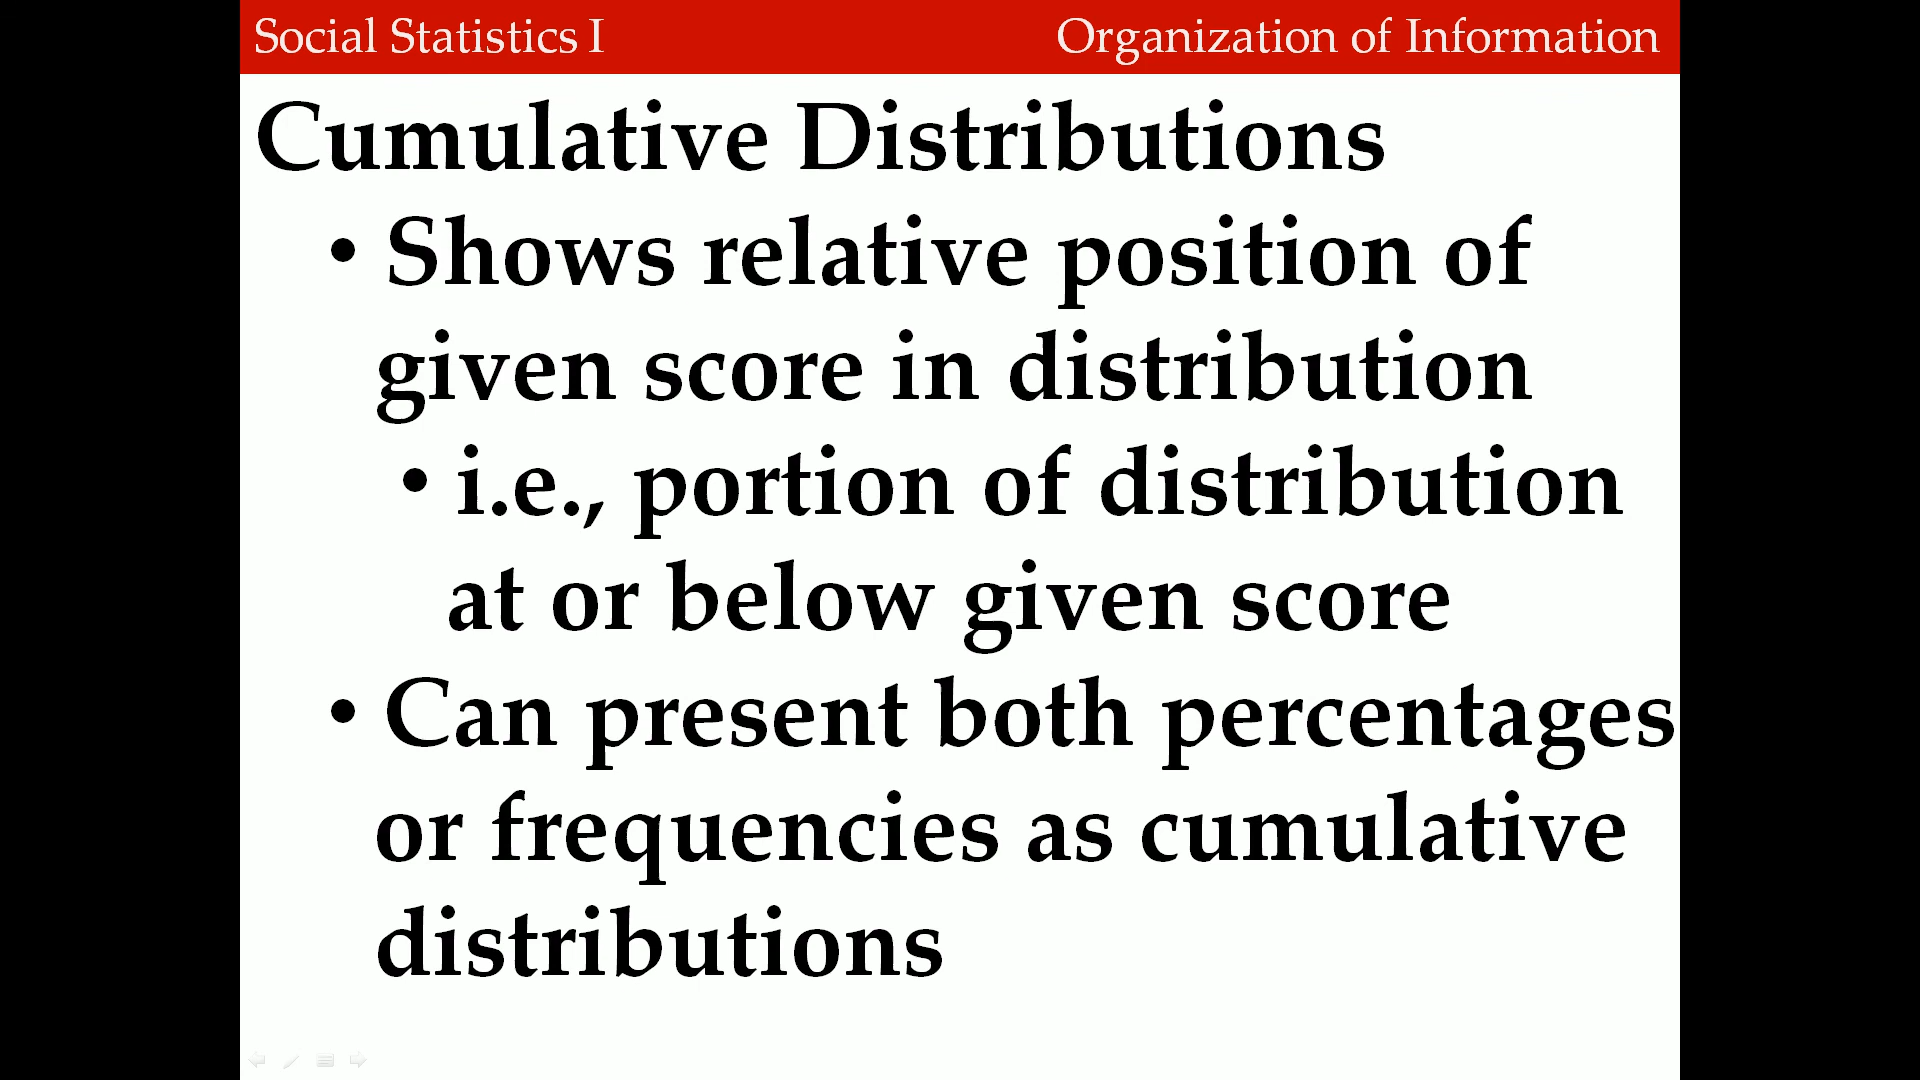 Social Statistics I
Organization of Information
Cumulative Distributions
• Shows relative position of
given score in distribution
• i.e., portion of distribution
at or below given score
• Can present both percentages
or frequencies as cumulative
distributions